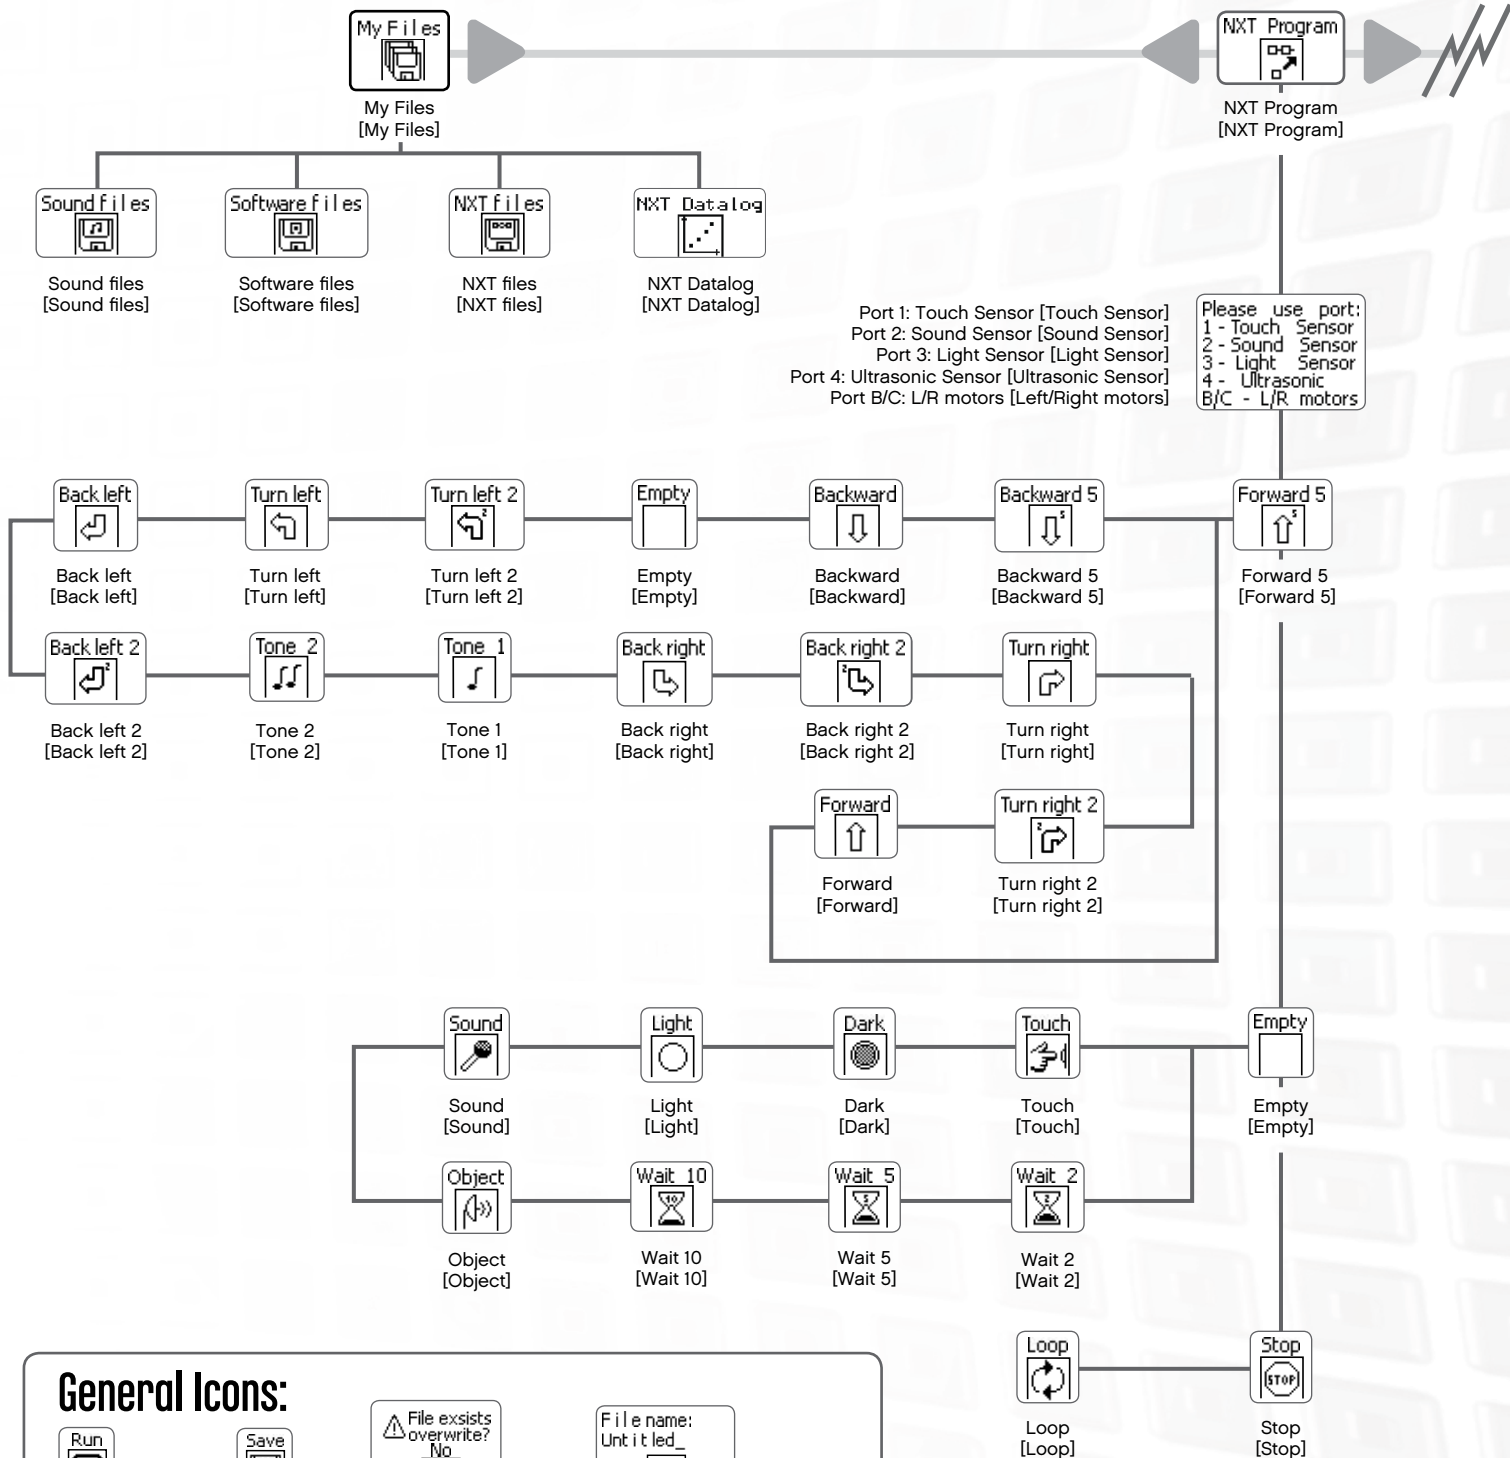 My Files
NXT Program
My Files
[My Files]
NXT Program
[NXT Program]
Sound files
Software files
NXT files
NXT Datalog
Sound files
[Sound files]
Software files
[Software files]
NXT files
[NXT files]
NXT Datalog
[NXT Datalog]
Port 1: Touch Sensor [Touch Sensor]
Port 2: Sound Sensor [Sound Sensor]
Port 3: Light Sensor [Light Sensor]
Port 4: Ultrasonic Sensor [Ultrasonic Sensor]
Port B/C: L/R motors [Left/Right motors]
Please use port:
1 - Touch Sensor
2 - Sound Sensor
3 - Light Sensor
4 - Ultrasonic
B/C - L/R motors
Back left
Turn left
Turn left 2
2
Empty
Backward
Backward 5
5
Forward 5
5
Back left
[Back left]
Turn left
[Turn left]
Turn left 2
[Turn left 2]
Empty
[Empty]
Backward
[Backward]
Backward 5
[Backward 5]
Forward 5
[Forward 5]
Back left 2
2
Tone 2
Tone 1
Back right
Back right 2
2
Turn right
Back left 2
[Back left 2]
Tone 2
[Tone 2]
Tone 1
[Tone 1]
Back right
[Back right]
Back right 2
[Back right 2]
Turn right
[Turn right]
Forward
Turn right 2
2
Forward
[Forward]
Turn right 2
[Turn right 2]
Sound
Light
Dark
Touch
Empty
Sound
[Sound]
Light
[Light]
Dark
[Dark]
Touch
[Touch]
Empty
[Empty]
Object
Wait 10
10
Wait 5
5
Wait 2
2
Object
[Object]
Wait 10
[Wait 10]
Wait 5
[Wait 5]
Wait 2
[Wait 2]
Loop
Stop
STOP
Loop
[Loop]
Stop
[Stop]
General Icons:
Run
Save
File exsists
overwrite?
No
File name:
Untitled_